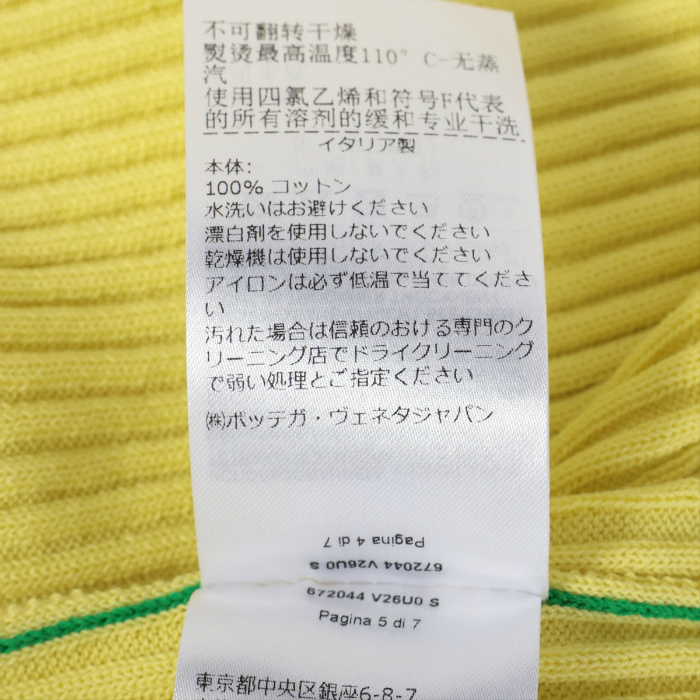 不可翻转干燥
熨烫最高温度110° C-无蒸
汽
使用四氯乙烯和符号F代表
的所有溶剂的缓和专业干洗
イタリア製
本体:
100% コットン
水洗いはお避けください
漂白剤を使用しないでください
乾燥機は使用しないでください
アイロンは必ず低温で当ててくださ
い
汚れた場合は信頼のおける専門のク
リーニング店でドライクリーニング
で弱い処理とご指定ください
㈱ボッテガ・ヴェネタジャパン
Pagina 4 di 7
672044 V26U0 S
672044 V26U0 S
Pagina 5 di 7
東京都中央区銀座6-8-7